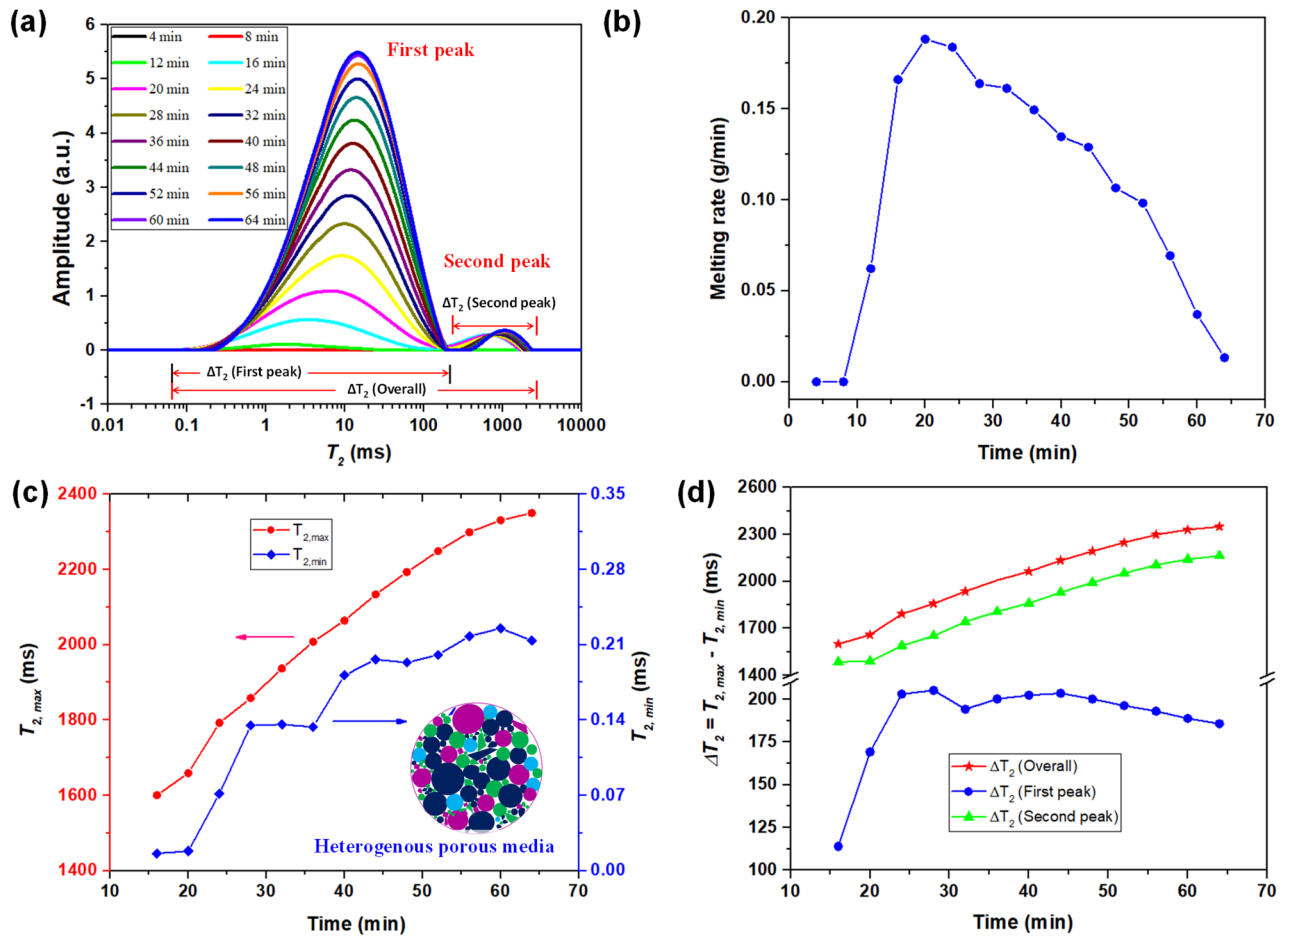 (a)
Amplitude (a.u.)
6
5
4
3
2
1
0
-1
4 min 8 min
12 min 16 min
20 min 24 min
28 min 32 min
36 min 40 min
44 min 48 min
52 min 56 min
60 min 64 min
First peak
Second peak
ΔT2 (Second peak)
ΔT2 (First peak)
ΔT2 (Overall)
0.01 0.1 1 10 100 1000 10000
T2 (ms)
(b)
Melting rate (g/min)
0.20
0.15
0.10
0.05
0.00
0 10 20 30 40 50 60 70
Time (min)
(c)
T2, max (ms)
2400
2200
2000
1800
1600
1400
T2,max
T2,min
0.35
0.28
0.21
0.14
0.07
0.00
T2, min (ms)
Heterogenous porous media
10 20 30 40 50 60 70
Time (min)
(d)
ΔT2 = T2, max - T2, min (ms)
2600
2300
2000
1700
1400
200
175
150
125
100
ΔT2 (Overall)
ΔT2 (First peak)
ΔT2 (Second peak)
10 20 30 40 50 60 70
Time (min)